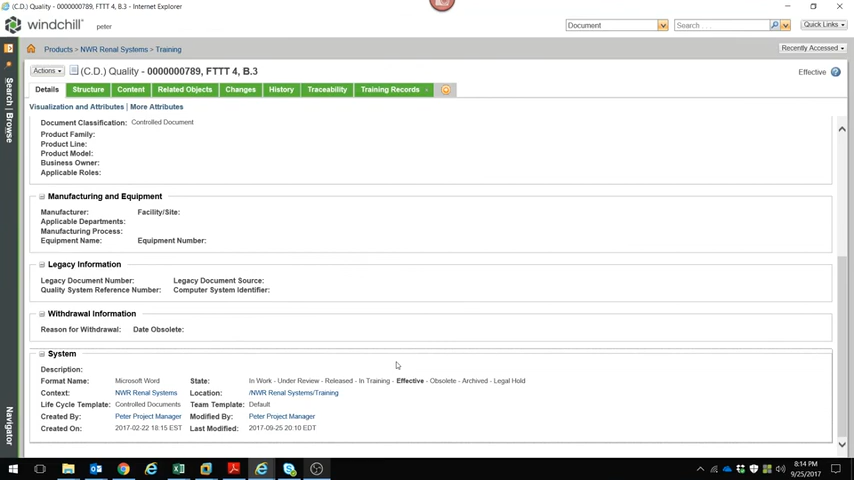 (C.D.) Quality - 0000000789, FTTT 4, B.3 - Internet Explorer
windchill peter Document Search . . . Quick Links
Products > NWR Renal Systems > Training Recently Accessed
Actions (C.D.) Quality - 0000000789, FTTT 4, B.3 Effective
Details Structure Content Related Objects Changes History Traceability Training Records
Visualization and Attributes | More Attributes
Document Classification: Controlled Document
Product Family:
Product Line:
Product Model:
Business Owner:
Applicable Roles:
Manufacturing and Equipment
Manufacturer: Facility/Site:
Applicable Departments:
Manufacturing Process:
Equipment Name: Equipment Number:
Legacy Information
Legacy Document Number: Legacy Document Source:
Quality System Reference Number: Computer System Identifier:
Withdrawal Information
Reason for Withdrawal: Date Obsolete:
System
Description:
Format Name: Microsoft Word State: In Work - Under Review - Released - In Training - Effective - Obsolete - Archived - Legal Hold
Context: NWR Renal Systems Location: /NWR Renal Systems/Training
Life Cycle Template: Controlled Documents Team Template: Default
Created By: Peter Project Manager Modified By: Peter Project Manager
Created On: 2017-02-22 18:15 EST Last Modified: 2017-09-25 20:10 EDT
Search | Browse
Navigator
8:14 PM
9/25/2017